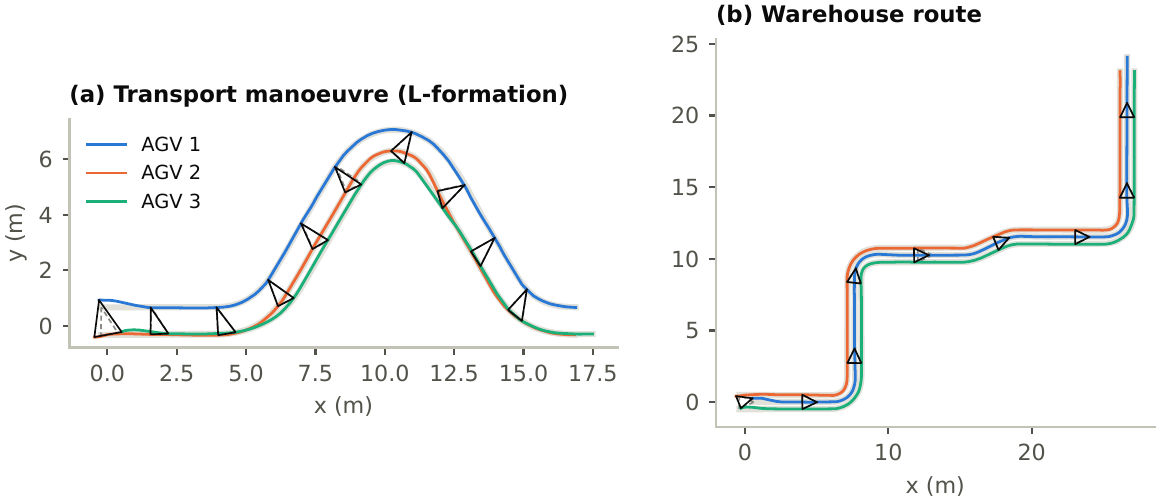 (a) Transport manoeuvre (L-formation)
AGV 1
AGV 2
AGV 3
6
4
2
0
y (m)
0.0 2.5 5.0 7.5 10.0 12.5 15.0 17.5
x (m)
(b) Warehouse route
25
20
15
10
5
0
0 10 20
x (m)